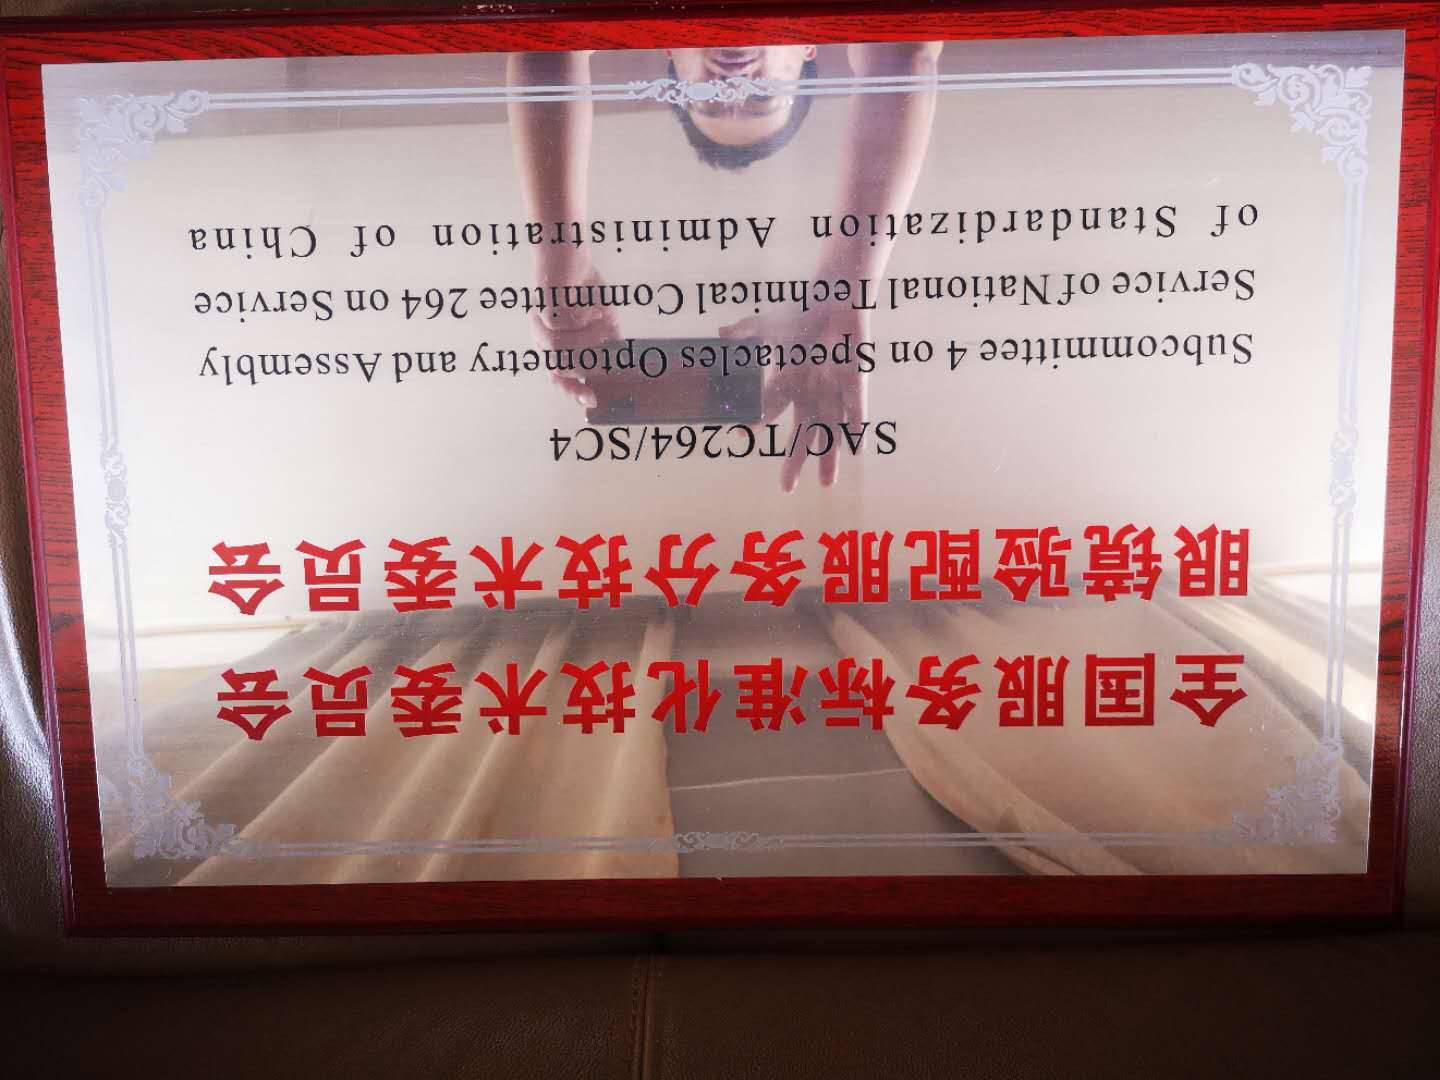 全国服务标准化技术委员会
眼镜验配服务分技术委员会
SAC/TC264/SC4
Subcommittee 4 on Spectacles Optometry and Assembly
Service of National Technical Committee 264 on Service
of Standardization Administration of China